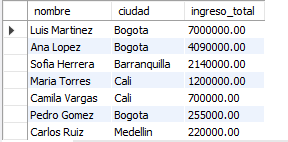 nombre ciudad ingreso_total
Luis Martinez Bogota 7000000.00
Ana Lopez Bogota 4090000.00
Sofia Herrera Barranquilla 2140000.00
Maria Torres Cali 1200000.00
Camila Vargas Cali 700000.00
Pedro Gomez Bogota 255000.00
Carlos Ruiz Medellin 220000.00